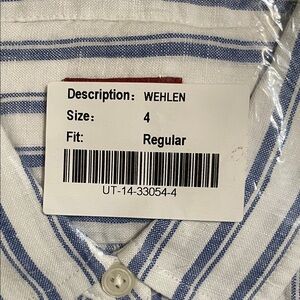 Description: WEHLEN
Size: 4
Fit: Regular
UT-14-33054-4